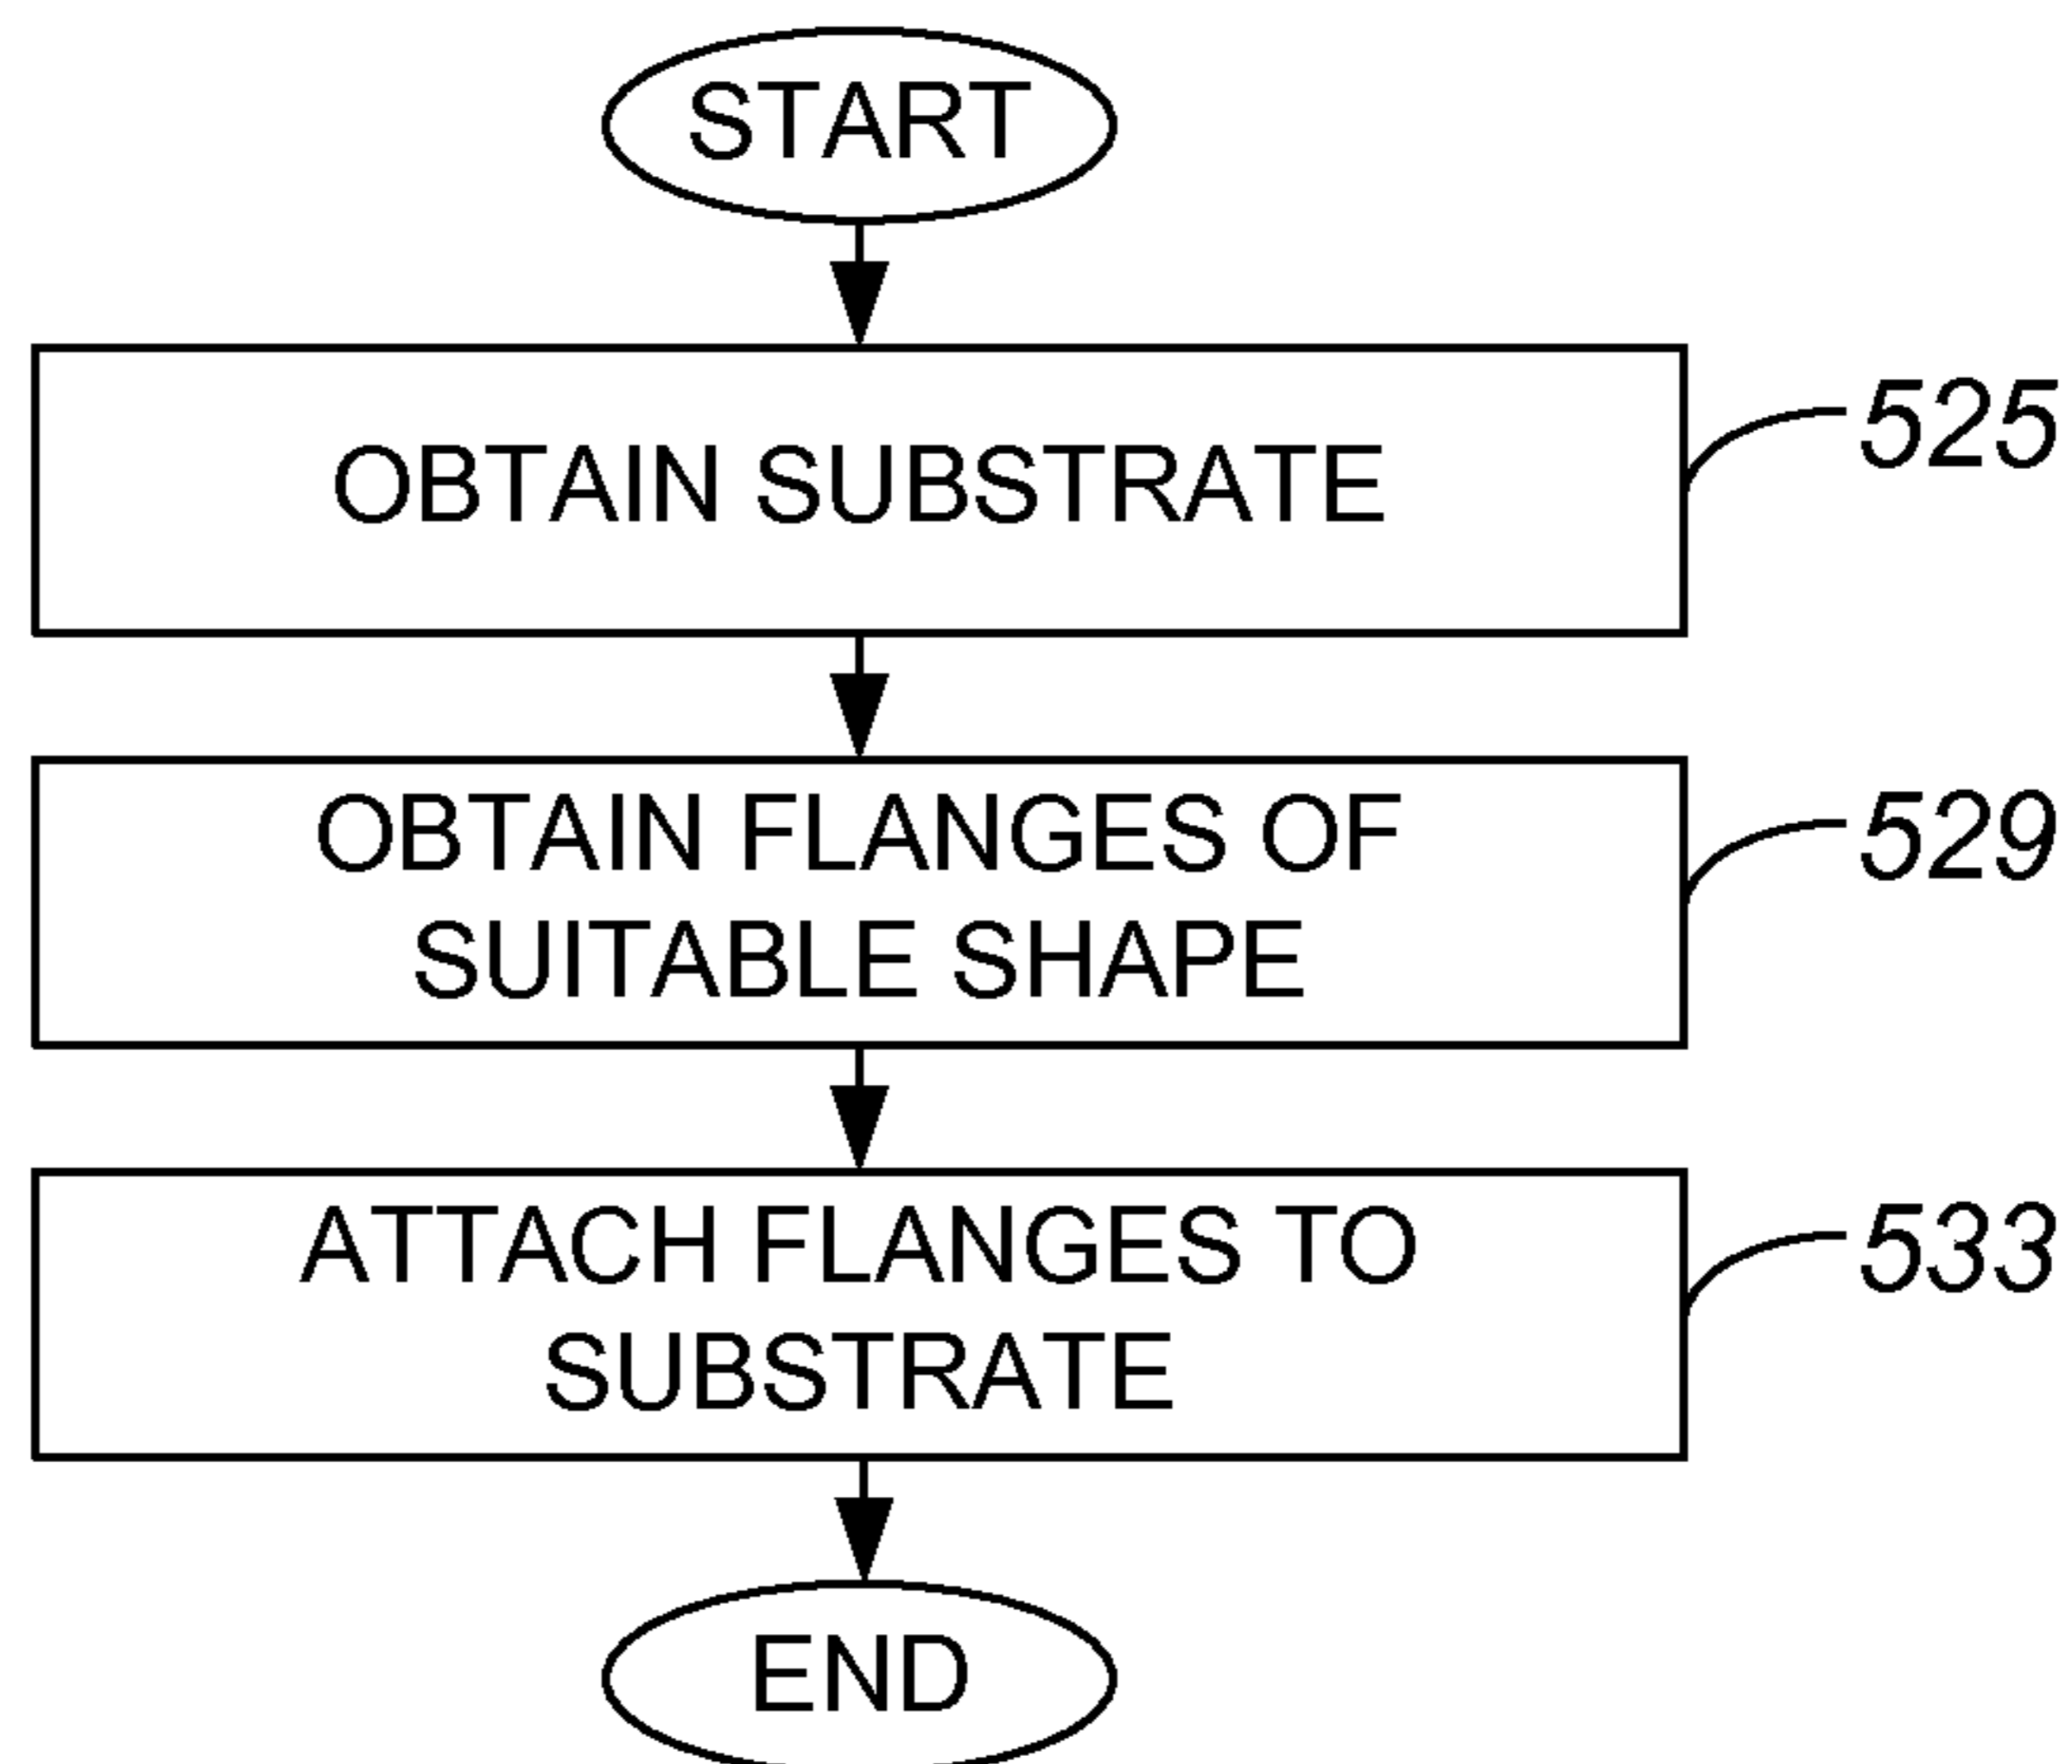 START
OBTAIN SUBSTRATE
525
OBTAIN FLANGES OF
SUITABLE SHAPE
529
ATTACH FLANGES TO
SUBSTRATE
533
END